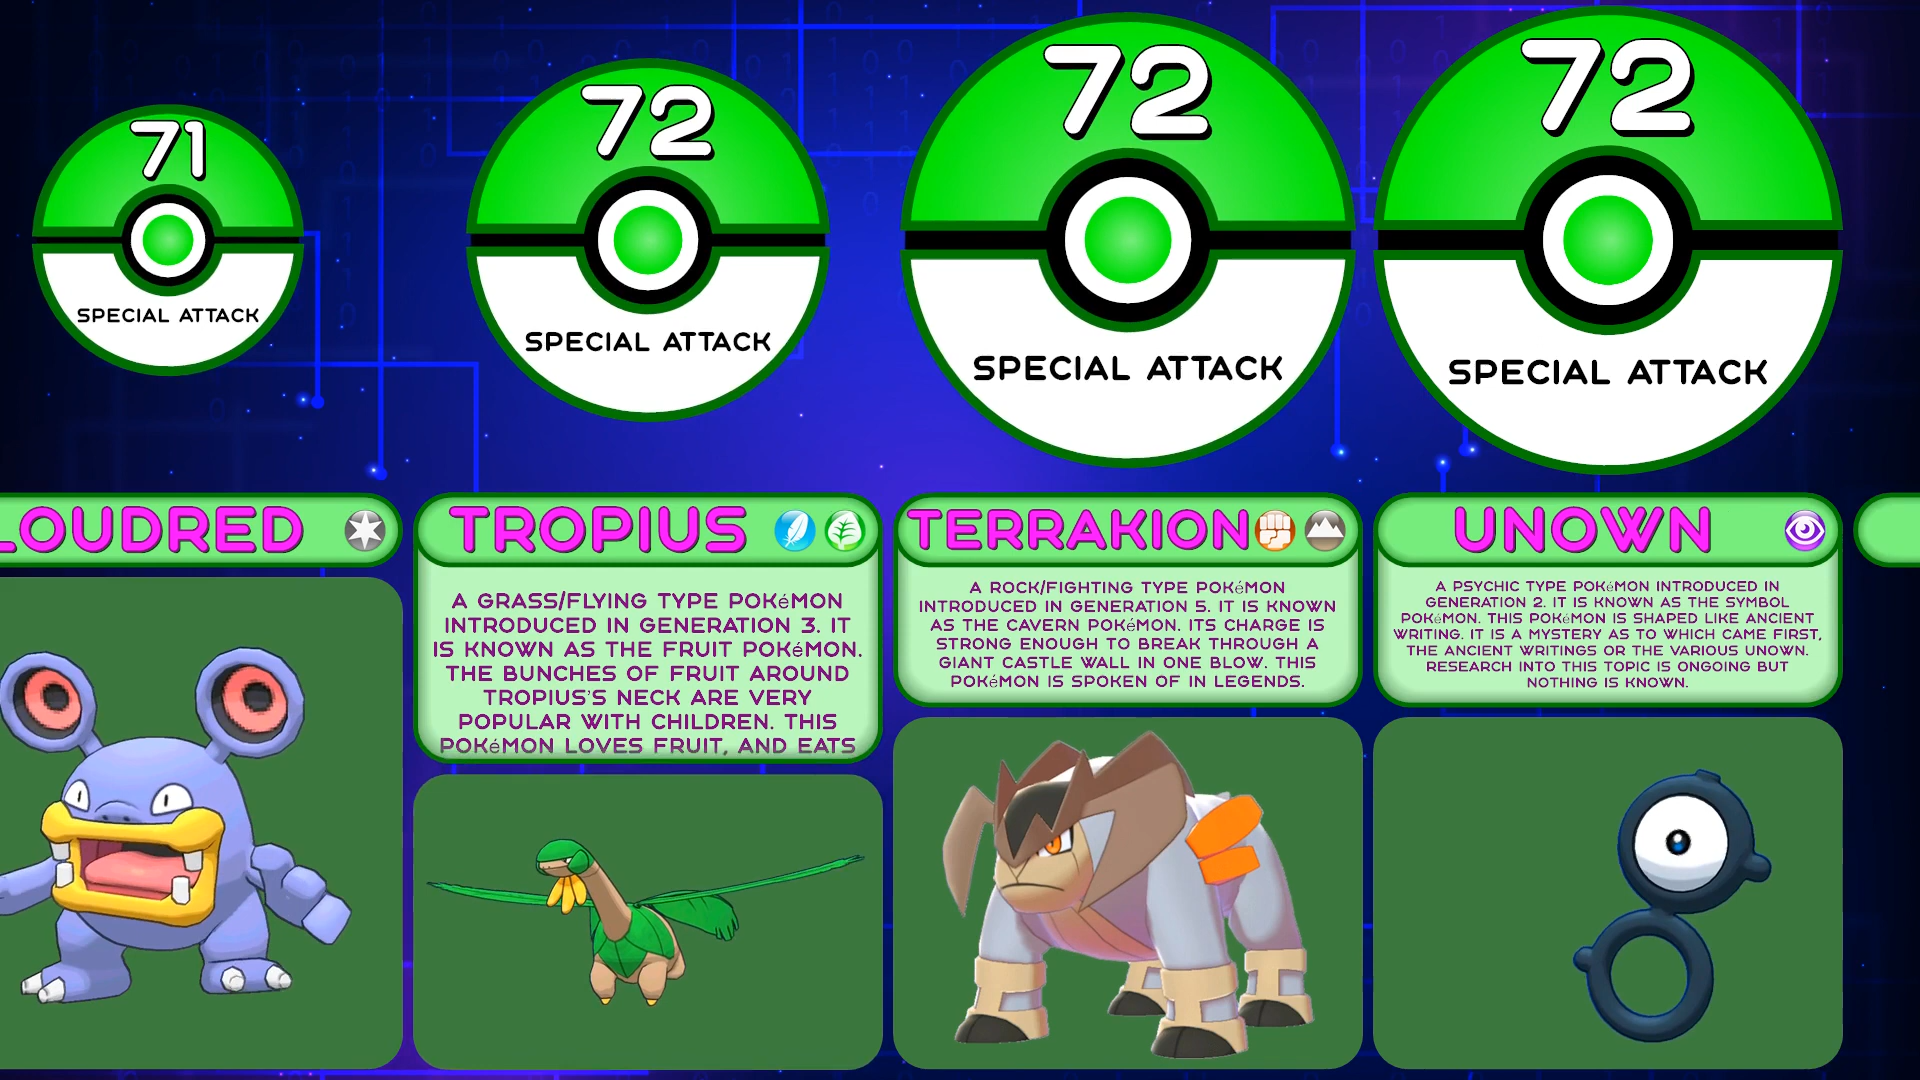 71
SPECIAL ATTACK
72
SPECIAL ATTACK
72
SPECIAL ATTACK
72
SPECIAL ATTACK
LOUDRED
TROPIUS
A GRASS/FLYING TYPE POKéMON
INTRODUCED IN GENERATION 3. IT
IS KNOWN AS THE FRUIT POKéMON.
THE BUNCHES OF FRUIT AROUND
TROPIUS'S NECK ARE VERY
POPULAR WITH CHILDREN. THIS
POKéMON LOVES FRUIT, AND EATS
TERRAKION
A ROCK/FIGHTING TYPE POKéMON
INTRODUCED IN GENERATION 5. IT IS KNOWN
AS THE CAVERN POKéMON. ITS CHARGE IS
STRONG ENOUGH TO BREAK THROUGH A
GIANT CASTLE WALL IN ONE BLOW. THIS
POKéMON IS SPOKEN OF IN LEGENDS.
UNOWN
A PSYCHIC TYPE POKéMON INTRODUCED IN
GENERATION 2. IT IS KNOWN AS THE SYMBOL
POKéMON. THIS POKéMON IS SHAPED LIKE ANCIENT
WRITING. IT IS A MYSTERY AS TO WHICH CAME FIRST,
THE ANCIENT WRITINGS OR THE VARIOUS UNOWN.
RESEARCH INTO THIS TOPIC IS ONGOING BUT
NOTHING IS KNOWN.